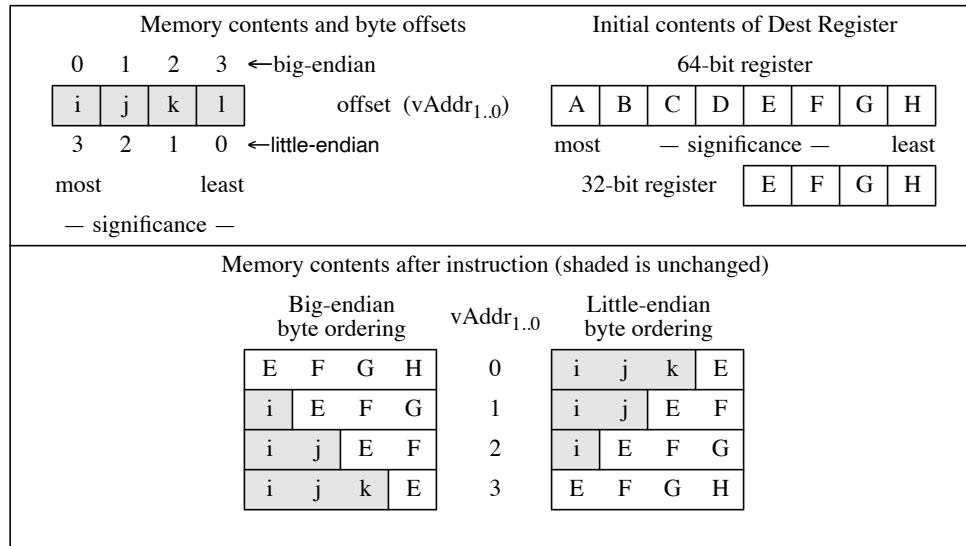 Memory contents and byte offsets
Initial contents of Dest Register
0 1 2 3 ←big-endian
64-bit register
i j k l
offset (vAddr1..0)
A B C D E F G H
3 2 1 0 ←little-endian
most — significance — least
most least
32-bit register E F G H
— significance —
Memory contents after instruction (shaded is unchanged)
Big-endian
byte ordering
vAddr1..0
Little-endian
byte ordering
E F G H 0 i j k E
i E F G 1 i j E F
i j E F 2 i E F G
i j k E 3 E F G H